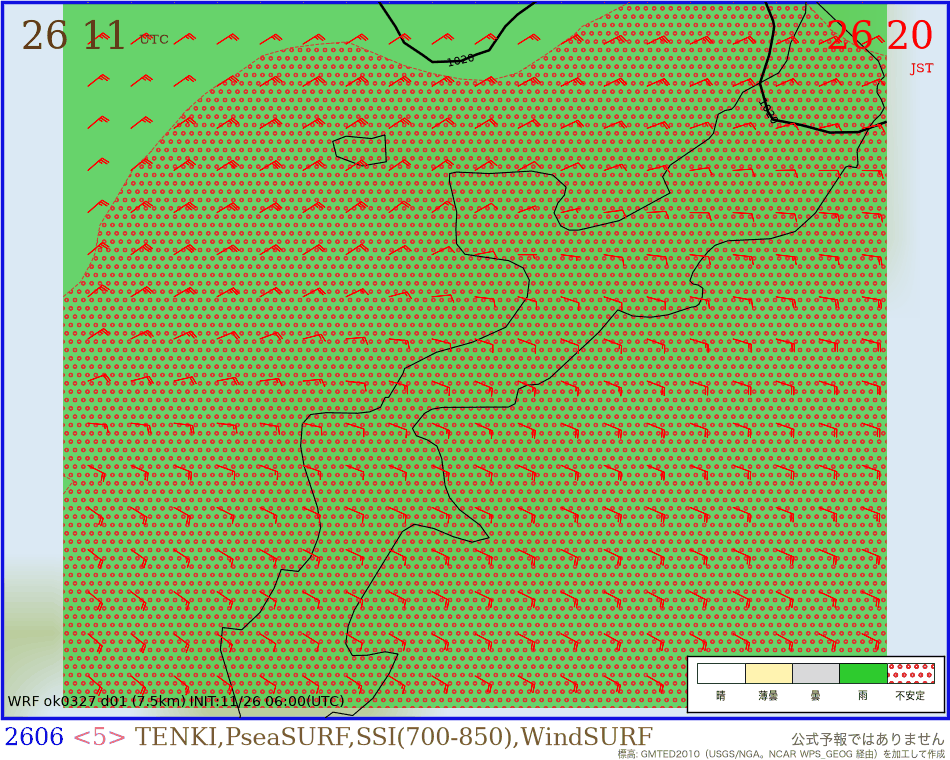 26 11 UTC
26 20
JST
1020
晴 薄曇 曇 雨 不安定
WRF ok0327 d01 (7.5km) INIT:11/26 06:00(UTC)
2606 <5> TENKI,PseaSURF,SSI(700-850),WindSURF
公式予報ではありません
標高: GMTED2010（USGS/NGA。NCAR WPS_GEOG 経由）を加工して作成